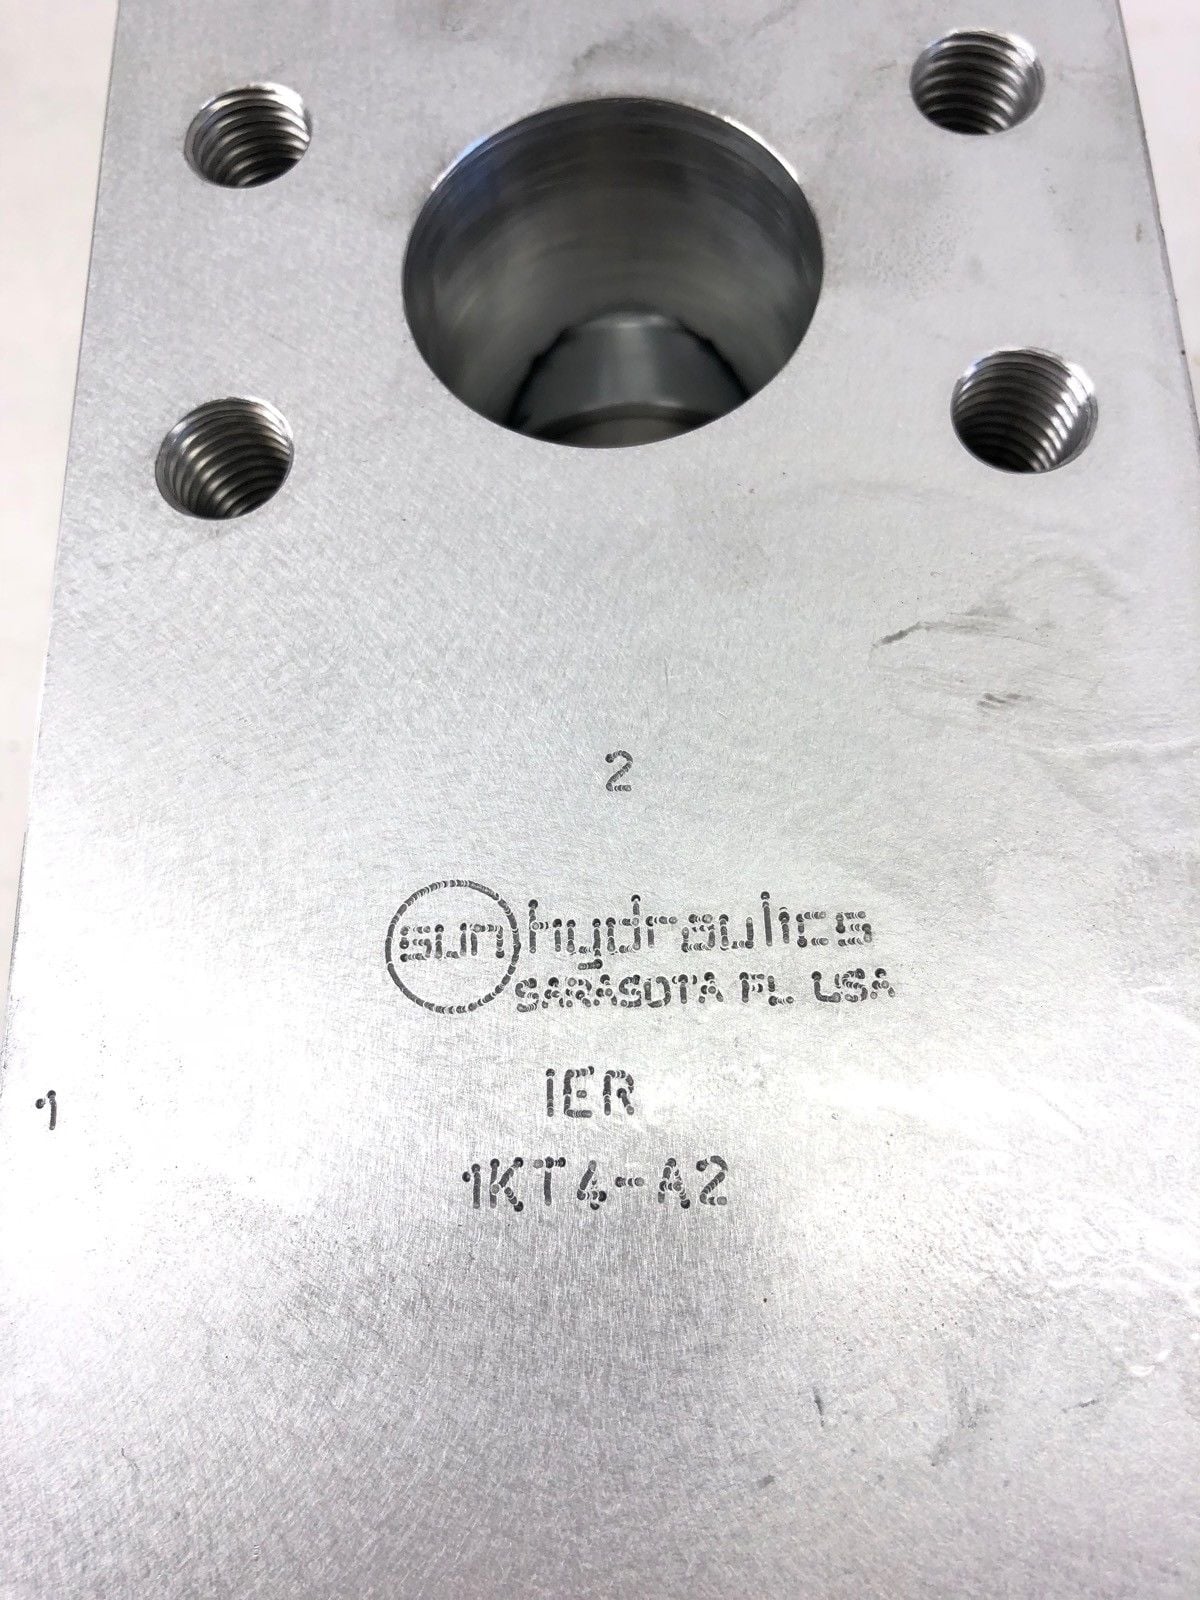 2
sun hydraulics
SARASOTA FL USA
IER
1
1KT4-A2